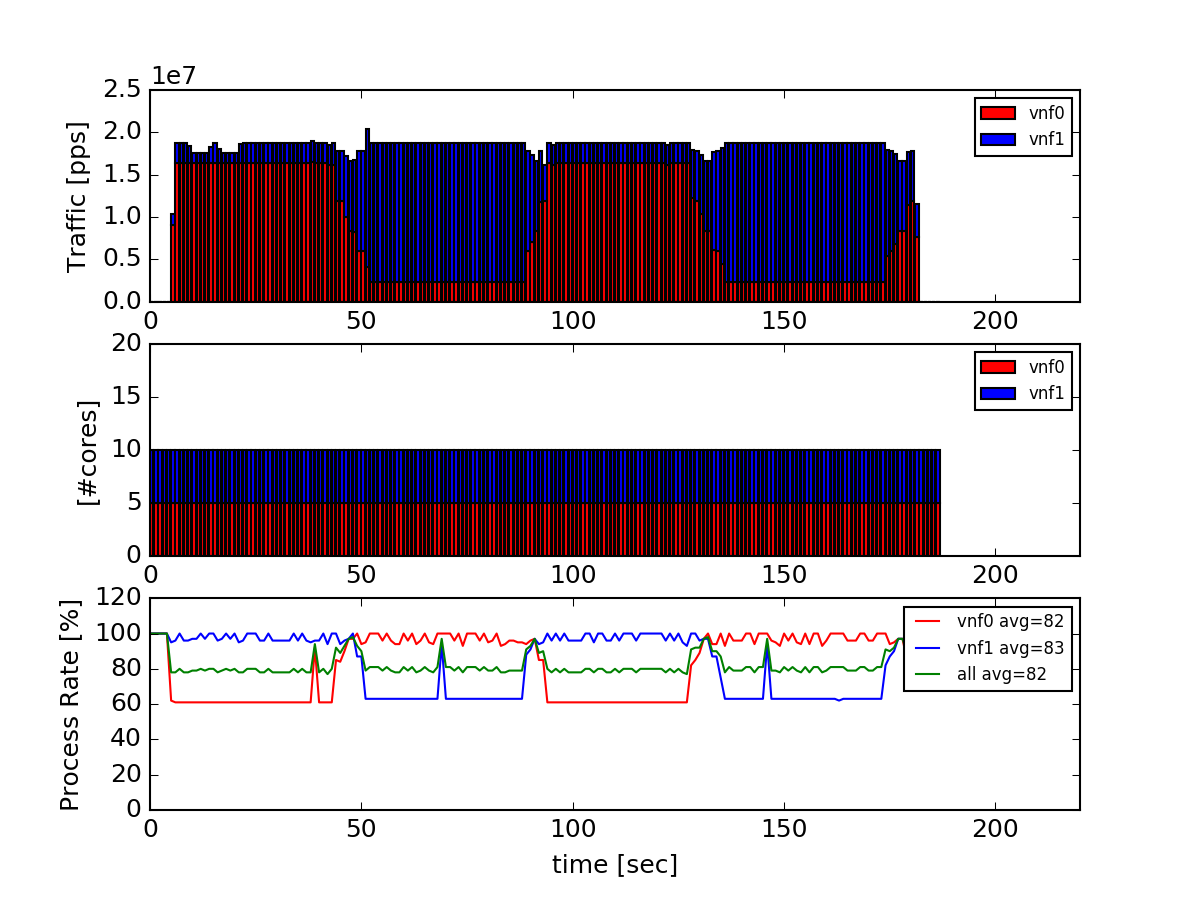 1e7
2.5
2.0
1.5
1.0
0.5
0.0
Traffic [pps]
vnf0
vnf1
0 50 100 150 200
20
15
10
5
0
[#cores]
vnf0
vnf1
0 50 100 150 200
120
100
80
60
40
20
0
Process Rate [%]
vnf0 avg=82
vnf1 avg=83
all avg=82
0 50 100 150 200
time [sec]